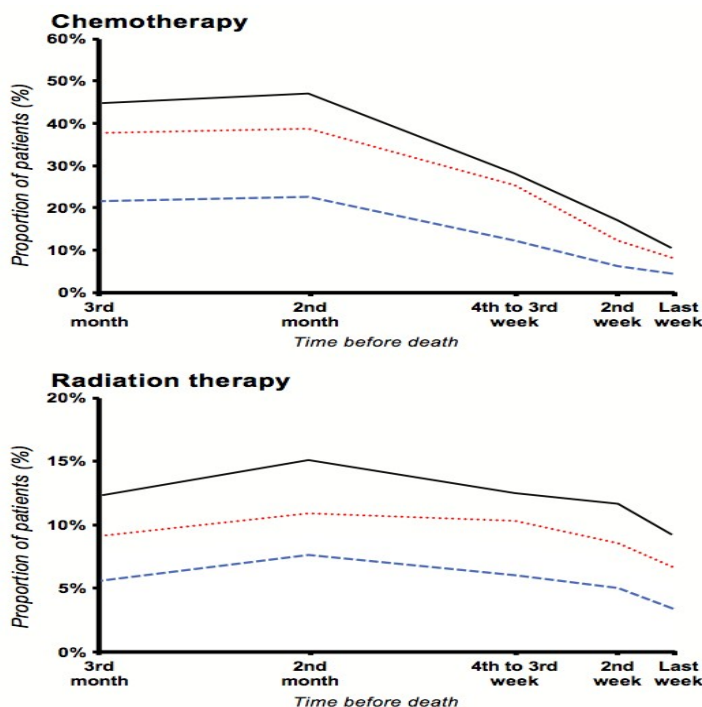 Chemotherapy
60%
50%
40%
30%
20%
10%
0%
Proportion of patients (%)
3rd month
2nd month
4th to 3rd week
2nd week
Last week
Time before death
Radiation therapy
20%
15%
10%
5%
0%
Proportion of patients (%)
3rd month
2nd month
4th to 3rd week
2nd week
Last week
Time before death